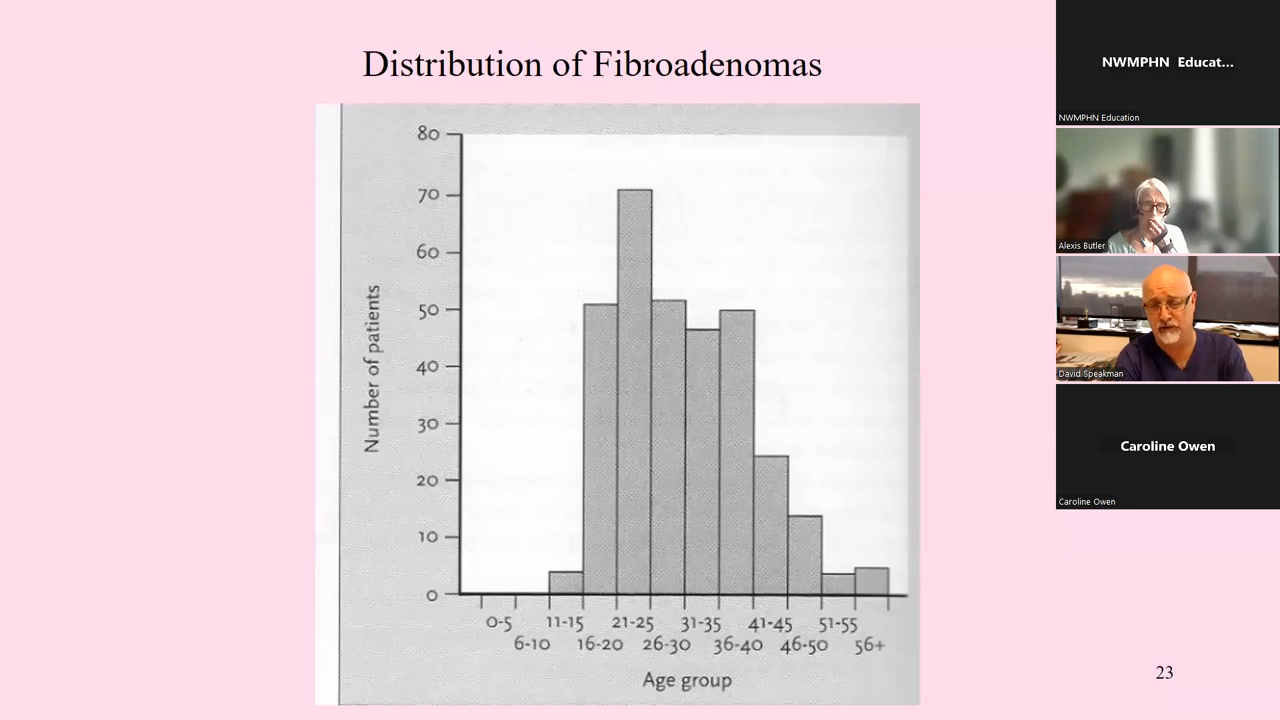 Distribution of Fibroadenomas
80
70
60
50
40
30
20
10
0
Number of patients
0-5
6-10
11-15
16-20
21-25
26-30
31-35
36-40
41-45
46-50
51-55
56+
Age group
23
NWMPHN Educat...
NWMPHN Education
Alexis Butler
David Speakman
Caroline Owen
Caroline Owen